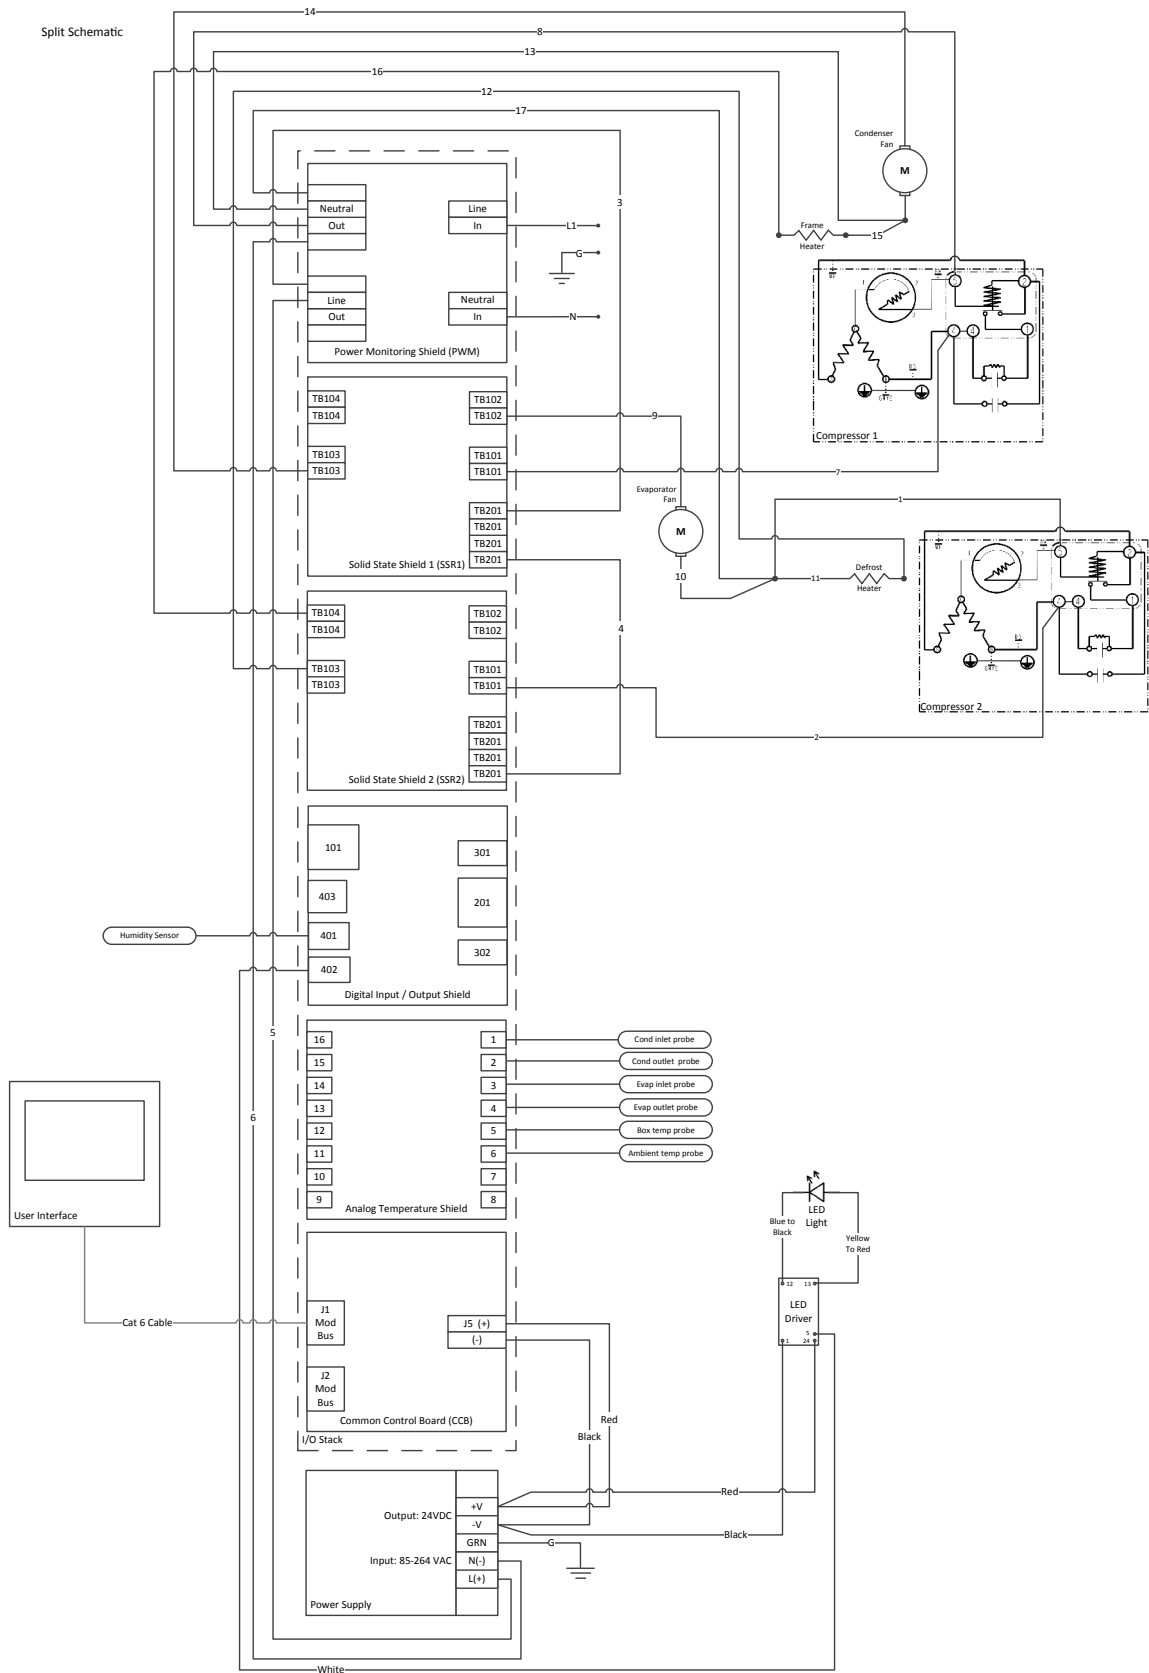 Split Schematic
14
8
13
16
12
17
3
Condenser
Fan
M
Frame
Heater
15
Neutral
Out
Line
In
L1
G
Line
Out
Neutral
In
N
Power Monitoring Shield (PWM)
Compressor 1
TB104
TB104
TB103
TB103
TB102
TB102
TB101
TB101
TB201
TB201
TB201
TB201
Solid State Shield 1 (SSR1)
9
7
Evaporator
Fan
M
10
1
11
Defrost
Heater
Compressor 2
TB104
TB104
TB103
TB103
TB102
TB102
TB101
TB101
TB201
TB201
TB201
TB201
Solid State Shield 2 (SSR2)
4
2
101
403
401
402
301
201
302
Digital Input / Output Shield
Humidity Sensor
5
6
16
15
14
13
12
11
10
9
1
2
3
4
5
6
7
8
Analog Temperature Shield
Cond inlet probe
Cond outlet probe
Evap inlet probe
Evap outlet probe
Box temp probe
Ambient temp probe
User Interface
Cat 6 Cable
J1
Mod
Bus
J2
Mod
Bus
J5 (+)
(-)
Common Control Board (CCB)
I/O Stack
LED
Light
Blue to
Black
Yellow
To Red
12
13
LED
Driver
5
1
24
Red
Black
Red
Black
Output: 24VDC
Input: 85-264 VAC
+V
-V
GRN
N(-)
L(+)
G
Power Supply
White